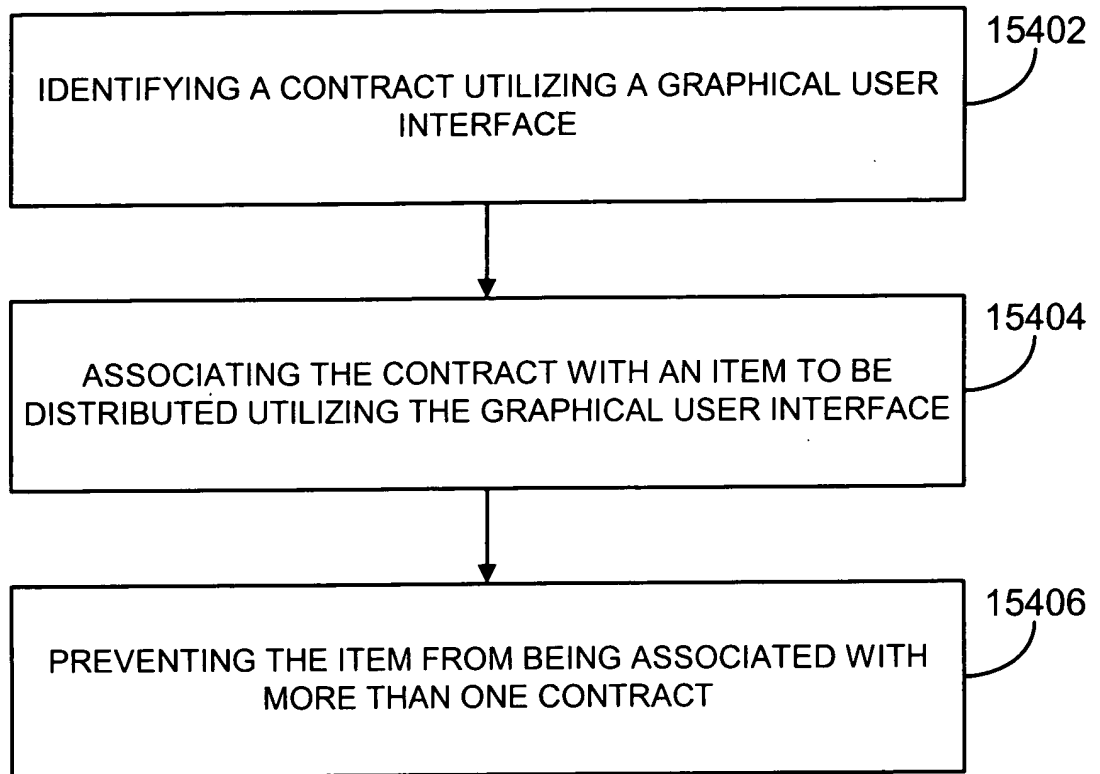 15402
IDENTIFYING A CONTRACT UTILIZING A GRAPHICAL USER
INTERFACE
15404
ASSOCIATING THE CONTRACT WITH AN ITEM TO BE
DISTRIBUTED UTILIZING THE GRAPHICAL USER INTERFACE
15406
PREVENTING THE ITEM FROM BEING ASSOCIATED WITH
MORE THAN ONE CONTRACT